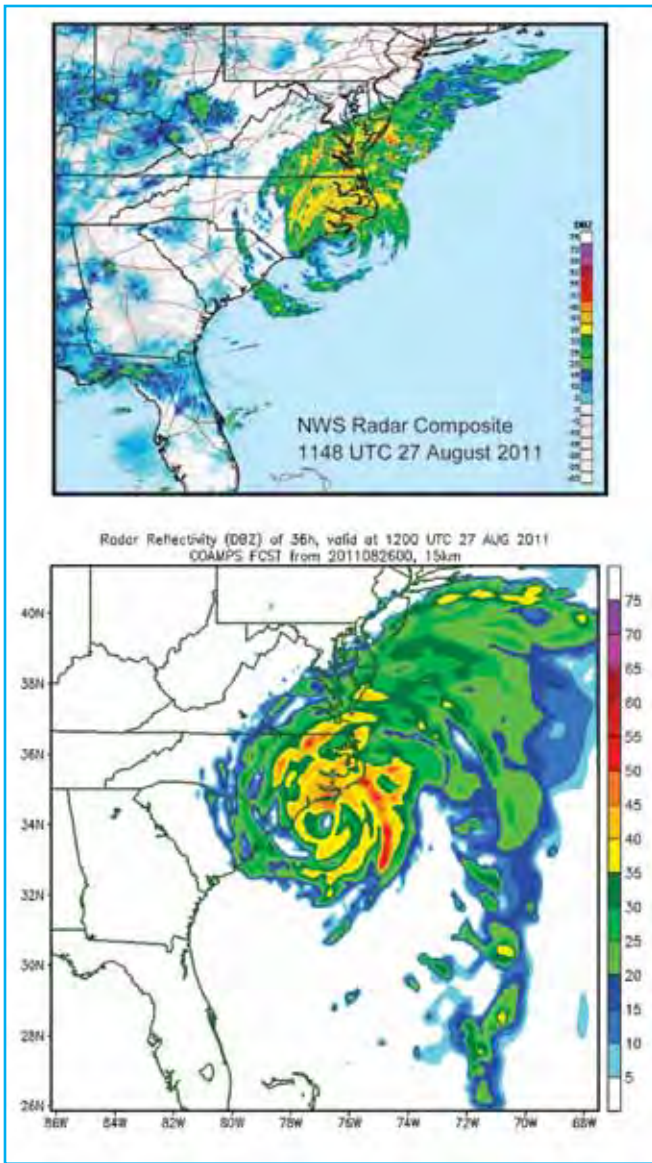 DBZ
75
NWS Radar Composite
1148 UTC 27 August 2011
Radar Reflectivity (DBZ) of 36h, valid at 1200 UTC 27 AUG 2011
COAMPS FCST from 2011082600, 15km
40N
38N
36N
34N
32N
30N
28N
26N
86W
84W
82W
80W
78W
76W
74W
72W
70W
68W
75
70
65
60
55
50
45
40
35
30
25
20
15
10
5